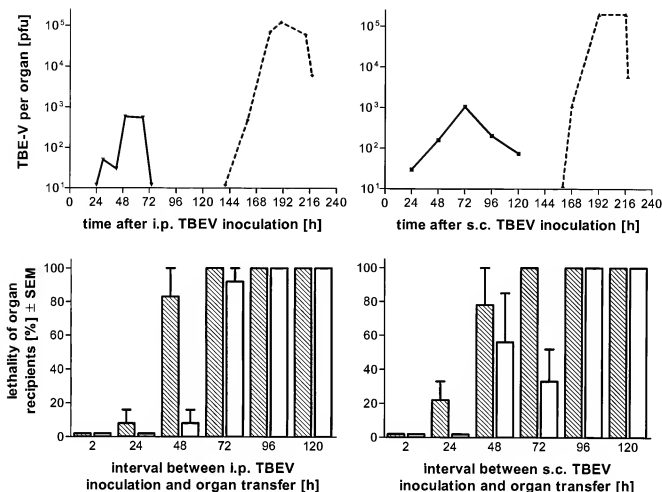 TBE-V per organ [pfu]
10⁵
10⁴
10³
10²
10¹
0 24 48 72 96 120 144 168 192 216 240
time after i.p. TBEV inoculation [h]
10⁵
10⁴
10³
10²
10¹
0 24 48 72 96 120 144 168 192 216 240
time after s.c. TBEV inoculation [h]
lethality of organ
recipients [%] ± SEM
100
80
60
40
20
0
2 24 48 72 96 120
interval between i.p. TBEV
inoculation and organ transfer [h]
100
80
60
40
20
0
2 24 48 72 96 120
interval between s.c. TBEV
inoculation and organ transfer [h]